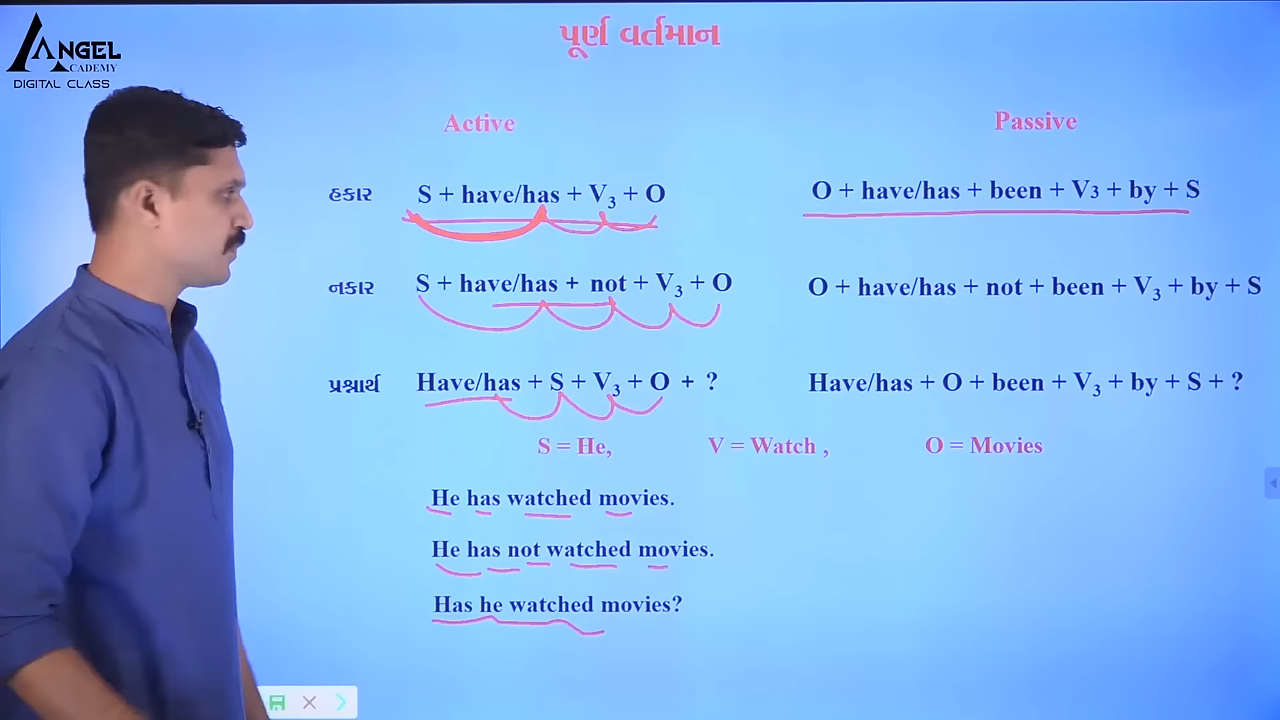 ANGEL
ACADEMY
DIGITAL CLASS
પૂર્ણ વર્તમાન
Active Passive
હકાર S + have/has + V₃ + O O + have/has + been + V3 + by + S
નકાર S + have/has + not + V₃ + O O + have/has + not + been + V₃ + by + S
પ્રશ્નાર્થ Have/has + S + V₃ + O + ? Have/has + O + been + V₃ + by + S + ?
S = He, V = Watch , O = Movies
He has watched movies.
He has not watched movies.
Has he watched movies?